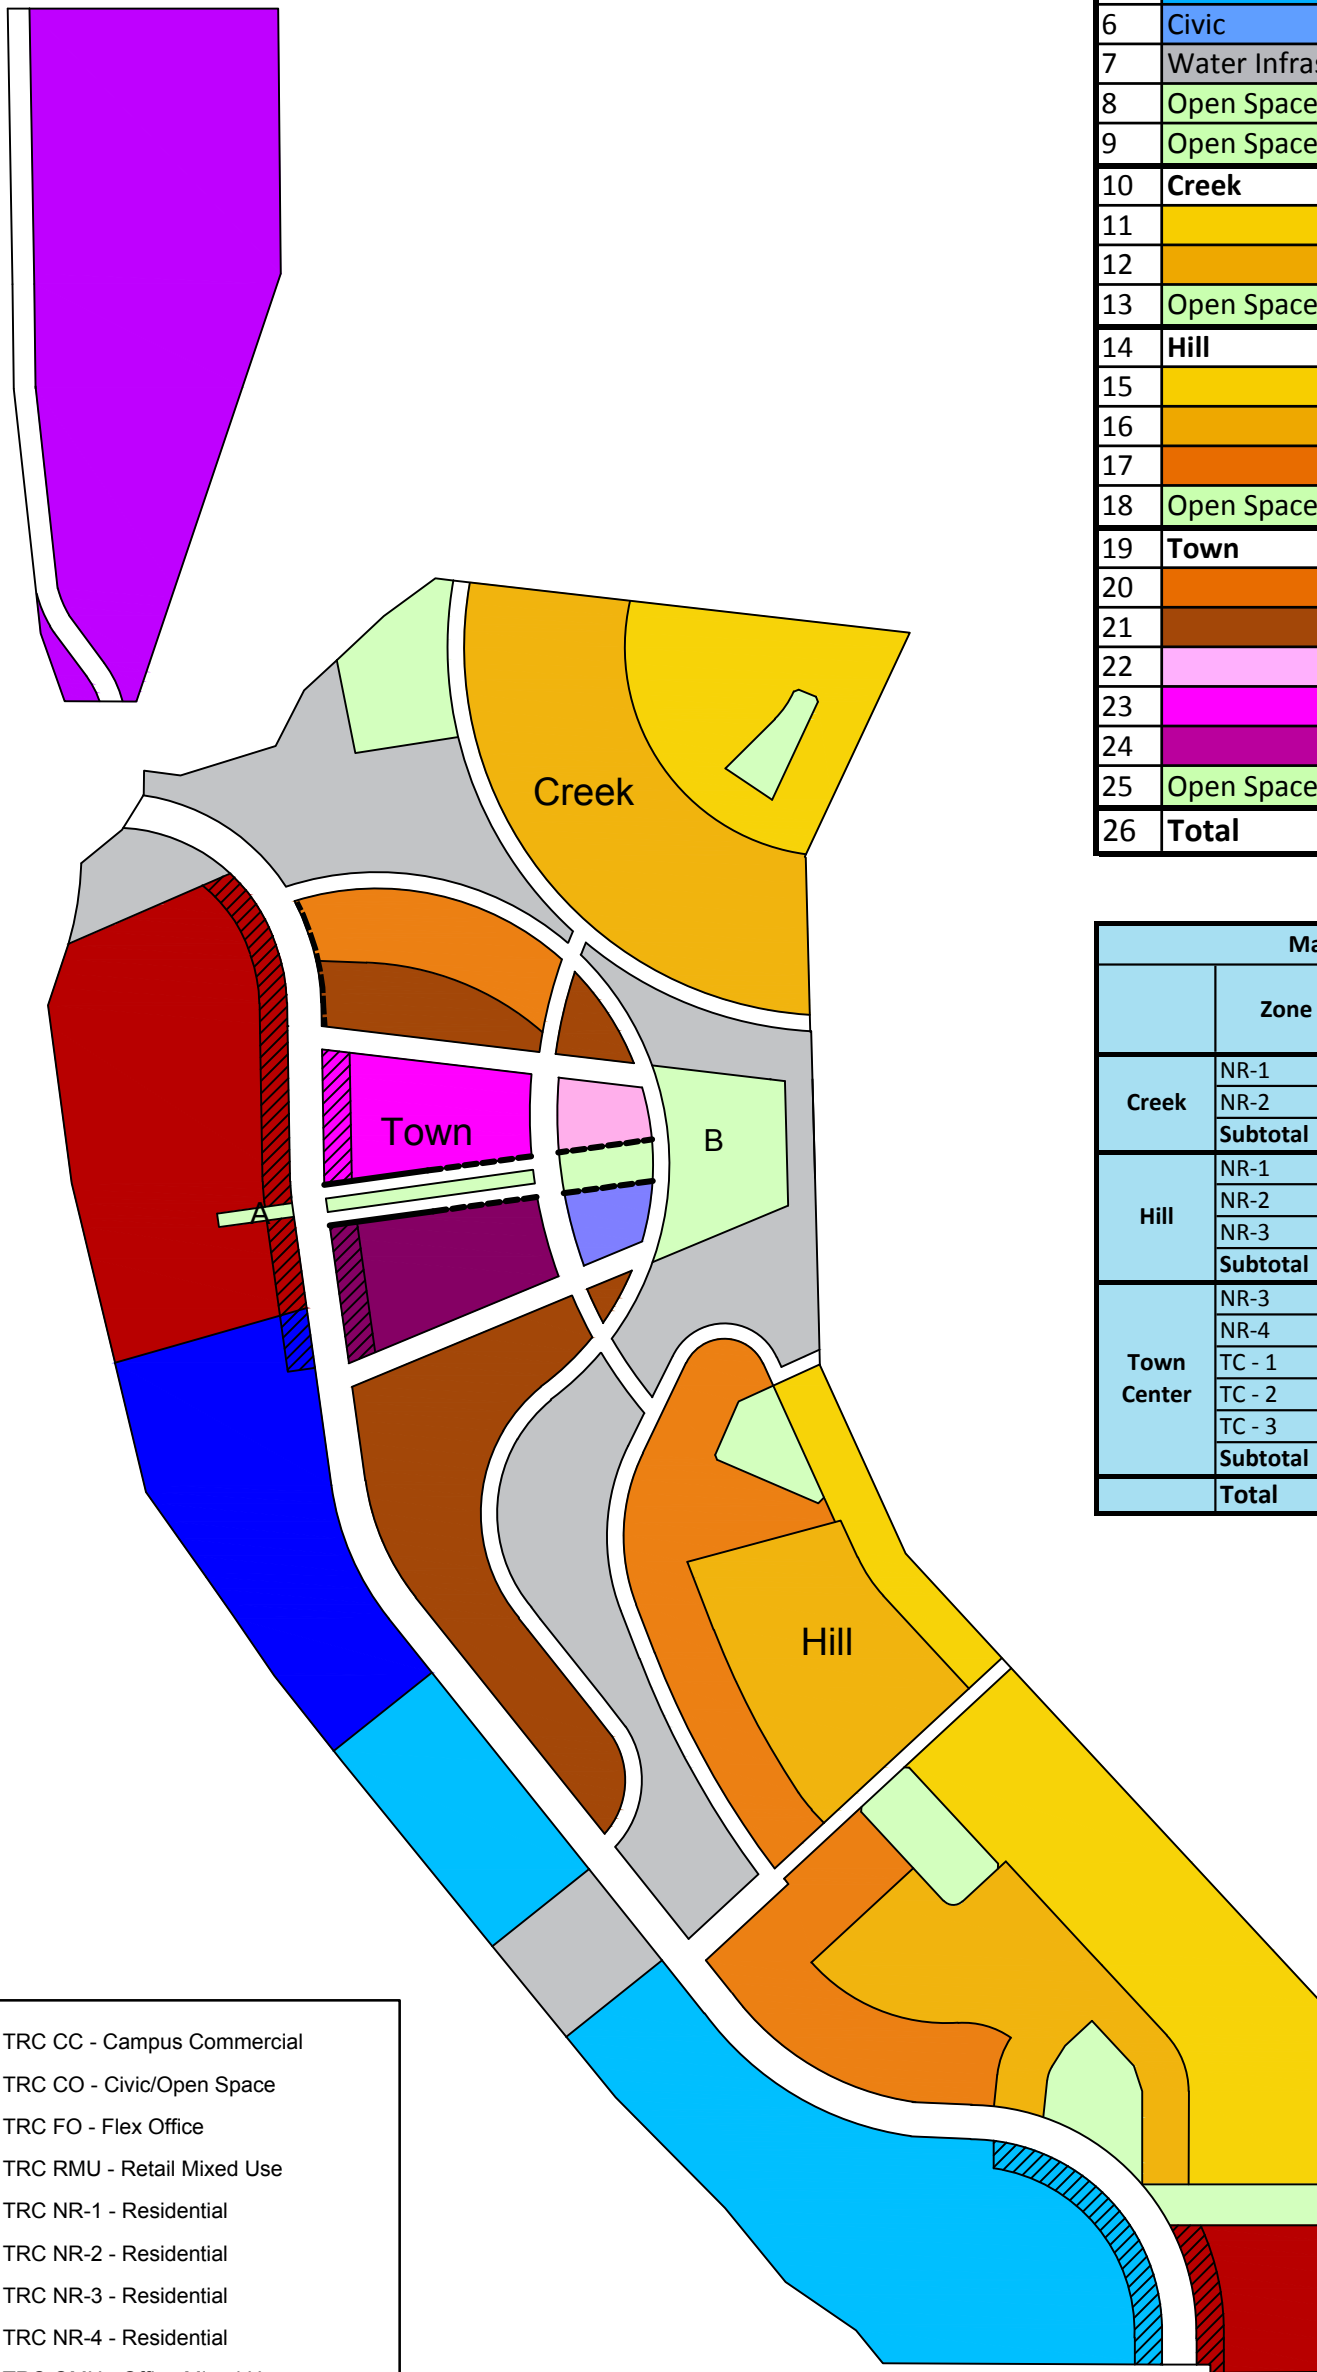 6 Civic
7 Water Infra
8 Open Space
9 Open Space
10 Creek
11
12
13 Open Space
14 Hill
15
16
17
18 Open Space
19 Town
20
21
22
23
24
25 Open Space
26 Total
Creek
Town
A
B
Hill
Ma
Zone
Creek
NR-1
NR-2
Subtotal
Hill
NR-1
NR-2
NR-3
Subtotal
Town
Center
NR-3
NR-4
TC - 1
TC - 2
TC - 3
Subtotal
Total
TRC CC - Campus Commercial
TRC CO - Civic/Open Space
TRC FO - Flex Office
TRC RMU - Retail Mixed Use
TRC NR-1 - Residential
TRC NR-2 - Residential
TRC NR-3 - Residential
TRC NR-4 - Residential